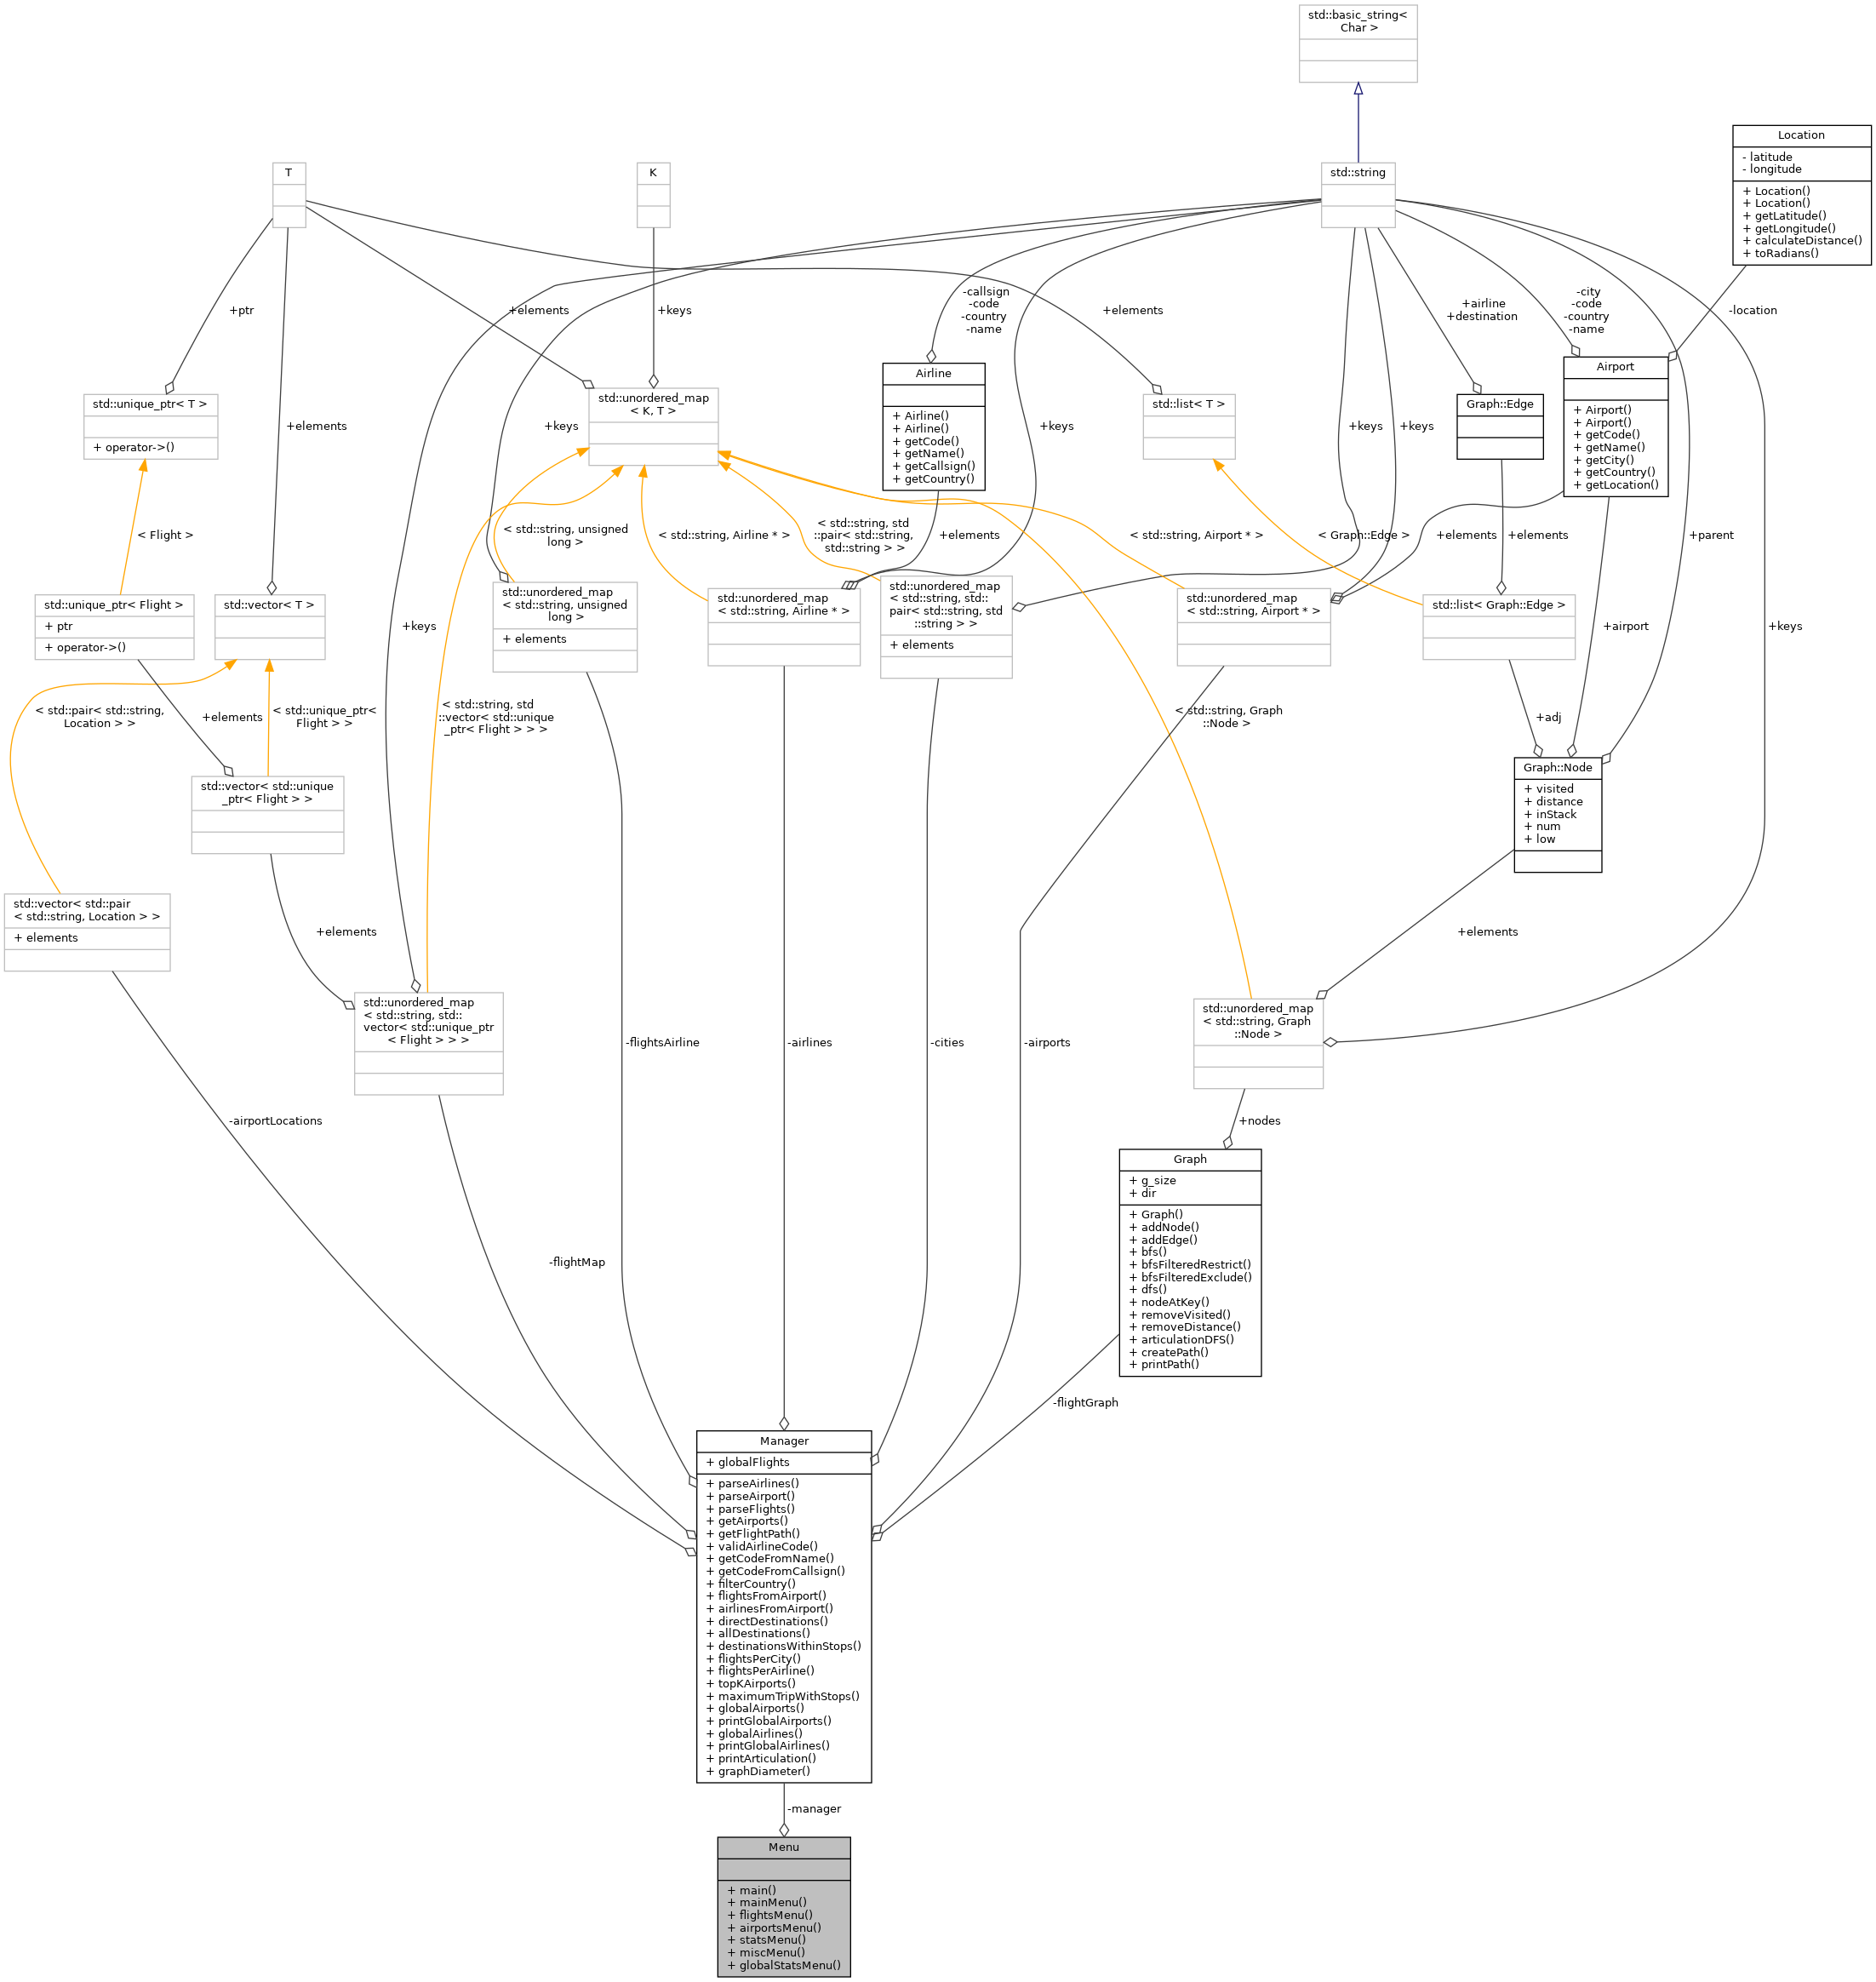 std::basic_string<
Char >
Location
- latitude
- longitude
+ Location()
+ Location()
+ getLatitude()
+ getLongitude()
+ calculateDistance()
+ toRadians()
T
K
std::string
+ptr
+elements
+keys
+elements
-callsign
-code
-country
-name
+airline
+destination
-city
-code
-country
-name
-location
std::unique_ptr< T >
+ operator->()
+elements
+keys
std::unordered_map
< K, T >
Airline
+ Airline()
+ Airline()
+ getCode()
+ getName()
+ getCallsign()
+ getCountry()
+keys
std::list< T >
+keys
+keys
Graph::Edge
Airport
+ Airport()
+ Airport()
+ getCode()
+ getName()
+ getCity()
+ getCountry()
+ getLocation()
< Flight >
< std::string, unsigned
long >
< std::string, Airline * >
< std::string, std
::pair< std::string,
std::string > >
+elements
< std::string, Airport * >
< Graph::Edge >
+elements
+elements
+parent
std::unique_ptr< Flight >
+ ptr
+ operator->()
std::vector< T >
+keys
std::unordered_map
< std::string, unsigned
long >
+ elements
std::unordered_map
< std::string, Airline * >
std::unordered_map
< std::string, std::
pair< std::string, std
::string > >
+ elements
std::unordered_map
< std::string, Airport * >
std::list< Graph::Edge >
+airport
+keys
< std::pair< std::string,
Location > >
+elements
< std::unique_ptr<
Flight > >
< std::string, std
::vector< std::unique
_ptr< Flight > > >
< std::string, Graph
::Node >
+adj
std::vector< std::unique
_ptr< Flight > >
Graph::Node
+ visited
+ distance
+ inStack
+ num
+ low
std::vector< std::pair
< std::string, Location > >
+ elements
+elements
+elements
std::unordered_map
< std::string, std::
vector< std::unique_ptr
< Flight > > >
-flightsAirline
-airlines
-cities
-airports
std::unordered_map
< std::string, Graph
::Node >
-airportLocations
+nodes
-flightMap
Graph
+ g_size
+ dir
+ Graph()
+ addNode()
+ addEdge()
+ bfs()
+ bfsFilteredRestrict()
+ bfsFilteredExclude()
+ dfs()
+ nodeAtKey()
+ removeVisited()
+ removeDistance()
+ articulationDFS()
+ createPath()
+ printPath()
-flightGraph
Manager
+ globalFlights
+ parseAirlines()
+ parseAirport()
+ parseFlights()
+ getAirports()
+ getFlightPath()
+ validAirlineCode()
+ getCodeFromName()
+ getCodeFromCallsign()
+ filterCountry()
+ flightsFromAirport()
+ airlinesFromAirport()
+ directDestinations()
+ allDestinations()
+ destinationsWithinStops()
+ flightsPerCity()
+ flightsPerAirline()
+ topKAirports()
+ maximumTripWithStops()
+ globalAirports()
+ printGlobalAirports()
+ globalAirlines()
+ printGlobalAirlines()
+ printArticulation()
+ graphDiameter()
-manager
Menu
+ main()
+ mainMenu()
+ flightsMenu()
+ airportsMenu()
+ statsMenu()
+ miscMenu()
+ globalStatsMenu()